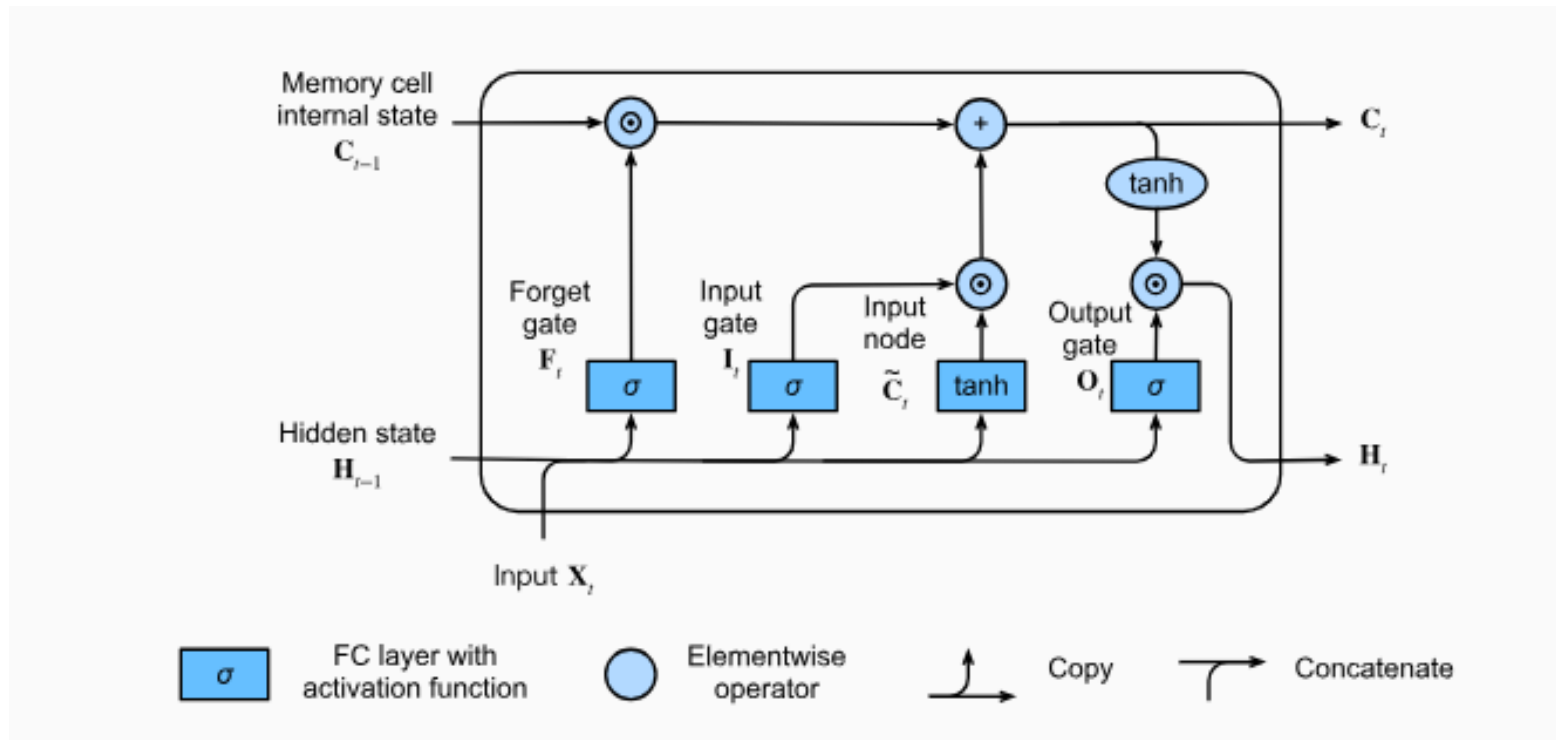 Memory cell
internal state
C_{t-1}
⊙
+
C_t
tanh
Forget
gate
F_t
Input
gate
I_t
Input
node
C̃_t
⊙
Output
gate
O_t
⊙
σ
σ
tanh
σ
Hidden state
H_{t-1}
H_t
Input X_t
σ
FC layer with
activation function
Elementwise
operator
Copy
Concatenate